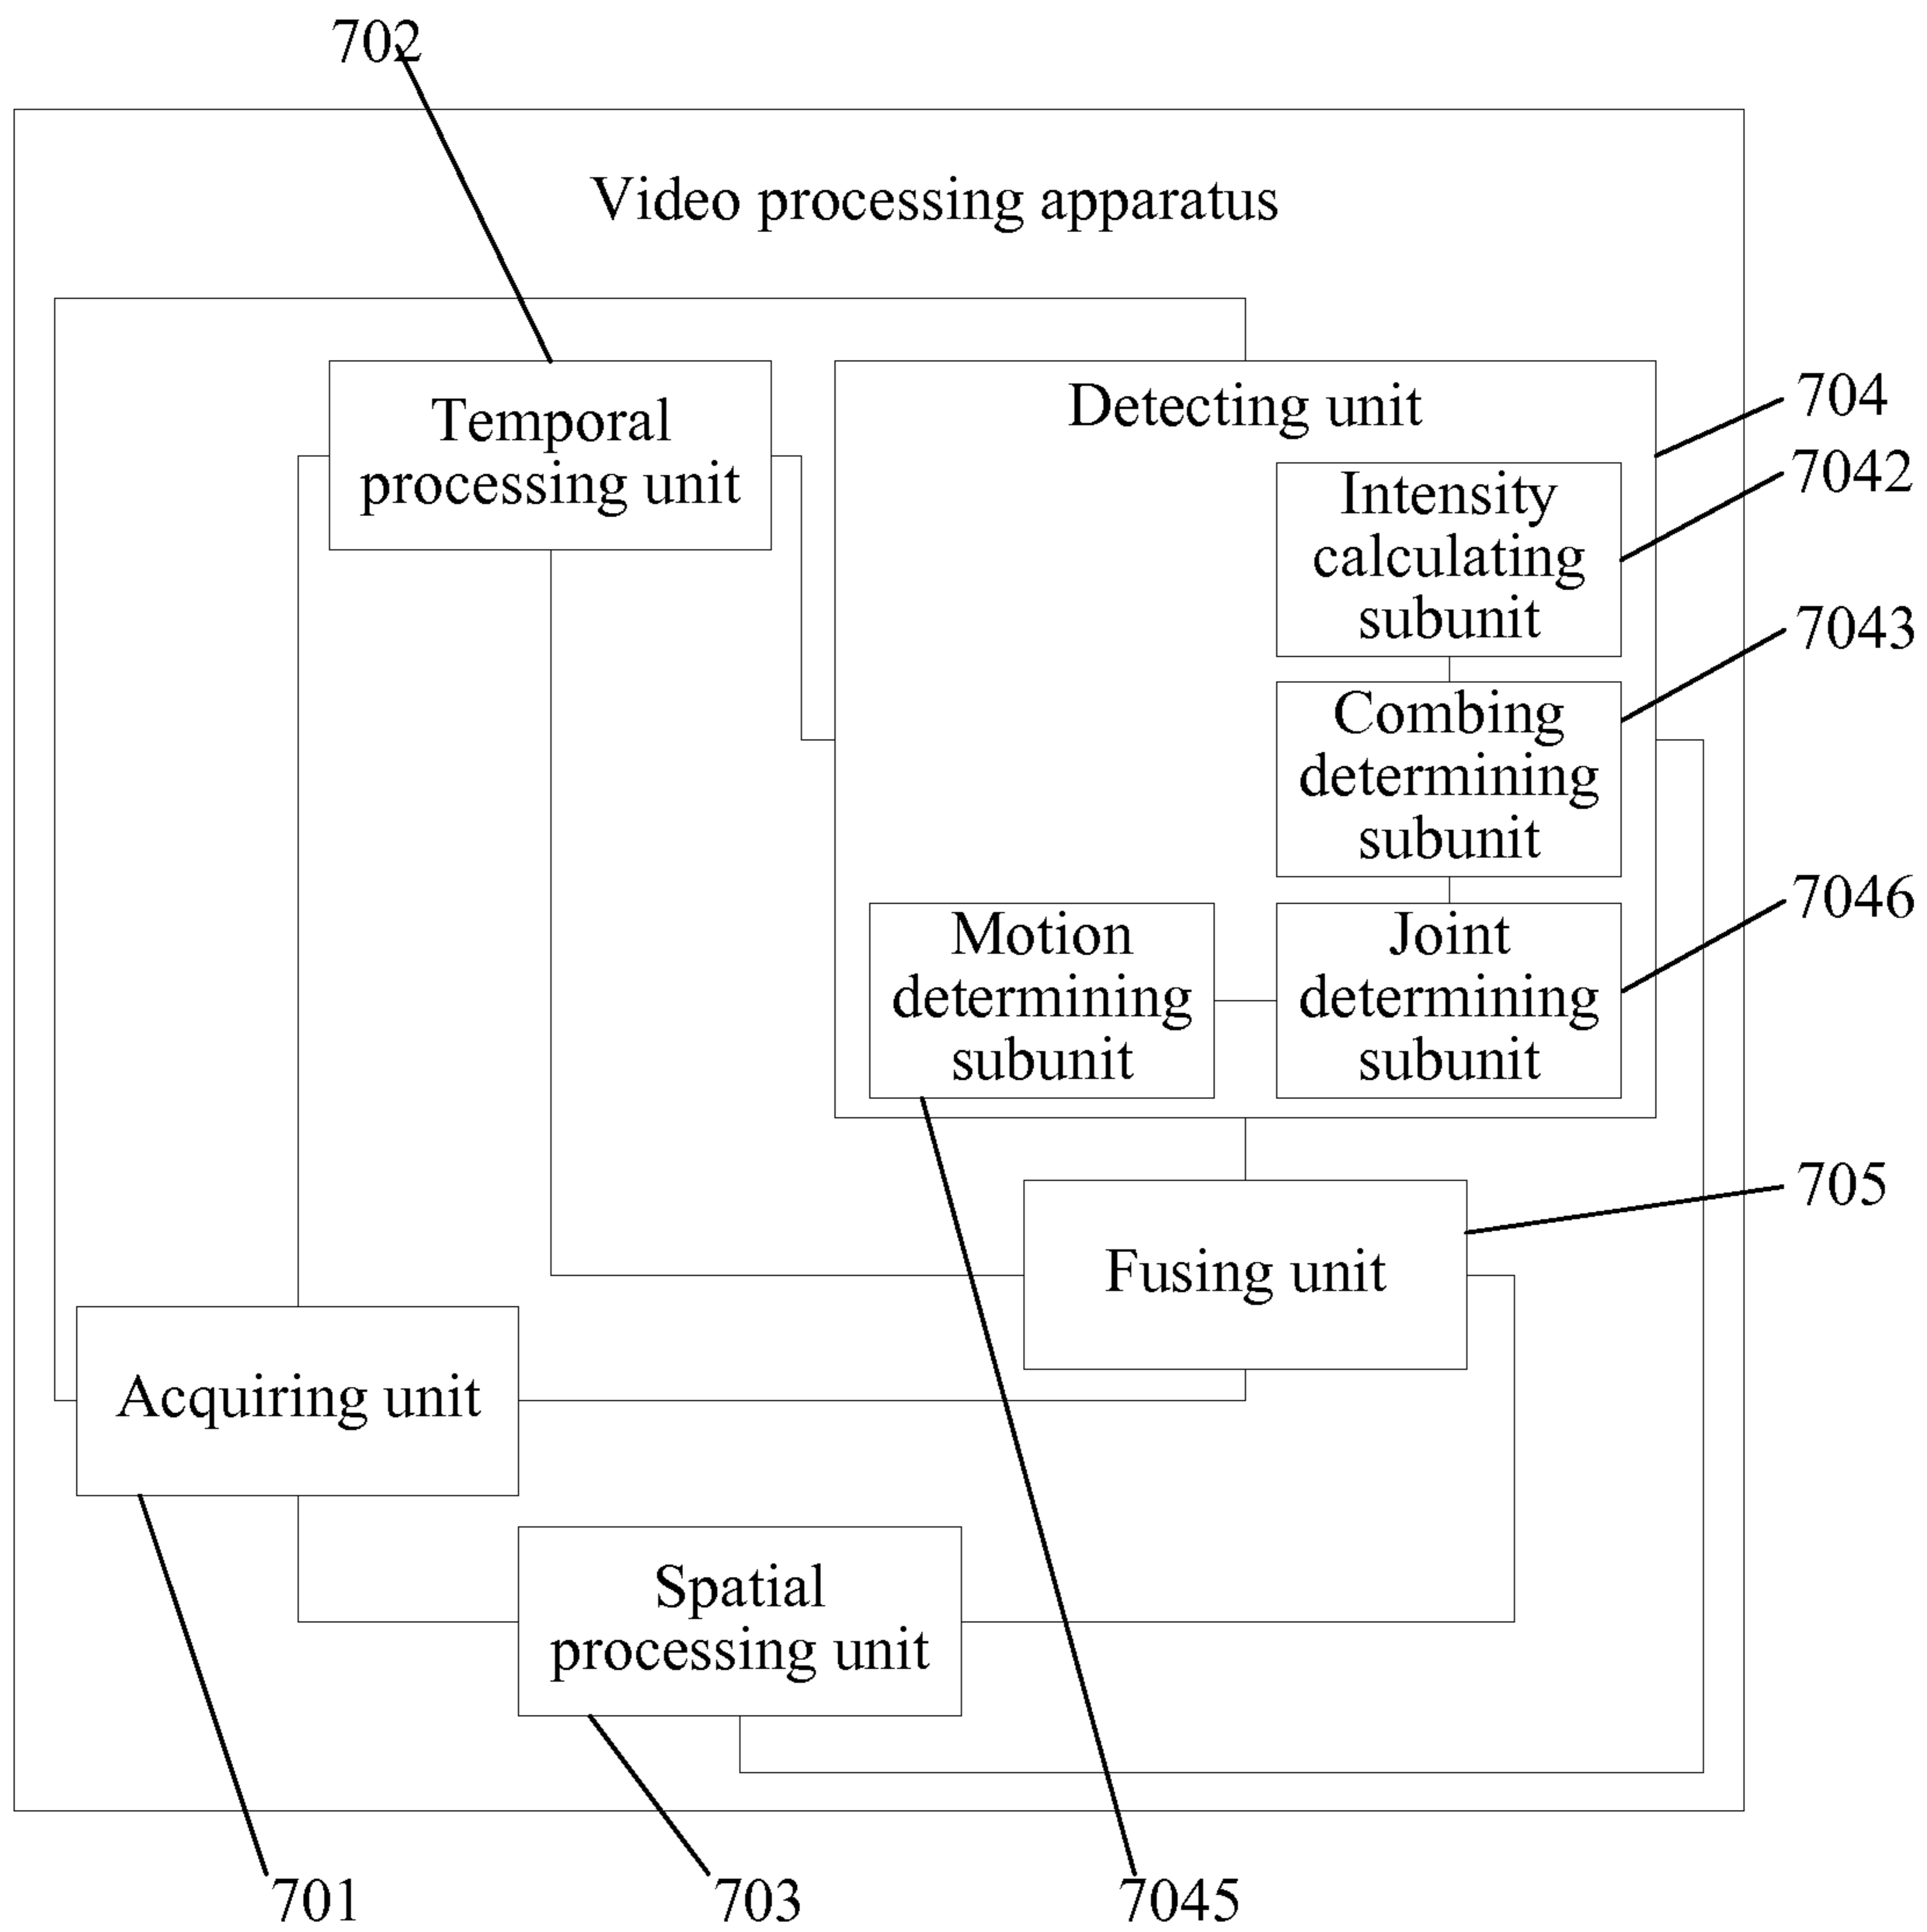 702
Video processing apparatus
Temporal
processing unit
Detecting unit
704
Intensity
calculating
subunit
7042
Combing
determining
subunit
7043
Motion
determining
subunit
Joint
determining
subunit
7046
Fusing unit
705
Acquiring unit
Spatial
processing unit
701
703
7045